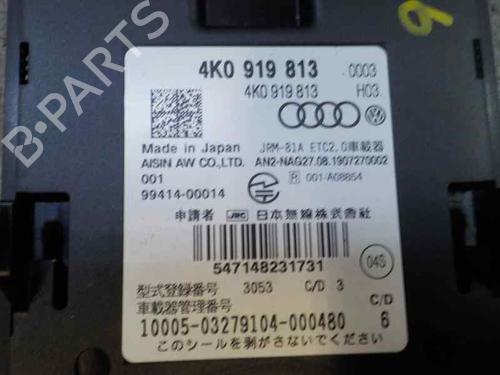 4K0 919 813 0003
4K0 919 813 H03
Made in Japan JRM-81A ETC2.0車載器
AISIN AW CO.,LTD. AN2-NAG27.08.1907270002
001 R 001-A08854
99414-00014
申請者 JRC 日本無線株式会社
547148231731
04S
型式登録番号 3053 C/D 3
車載器管理番号 C/D
10005-03279104-000480 6
このシールを剥がさないでください
B-PARTS